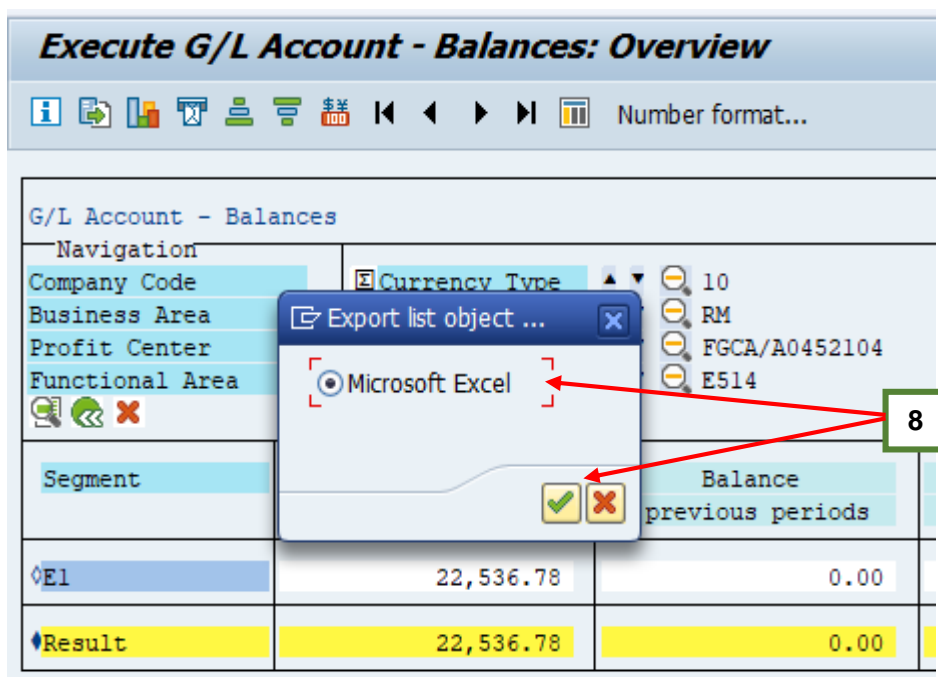 Execute G/L Account - Balances: Overview
Number format...
G/L Account - Balances
Navigation
Company Code Currency Type 10
Business Area RM
Profit Center FGCA/A0452104
Functional Area E514
Export list object ...
Microsoft Excel
8
Segment Balance
previous periods
E1 22,536.78 0.00
Result 22,536.78 0.00